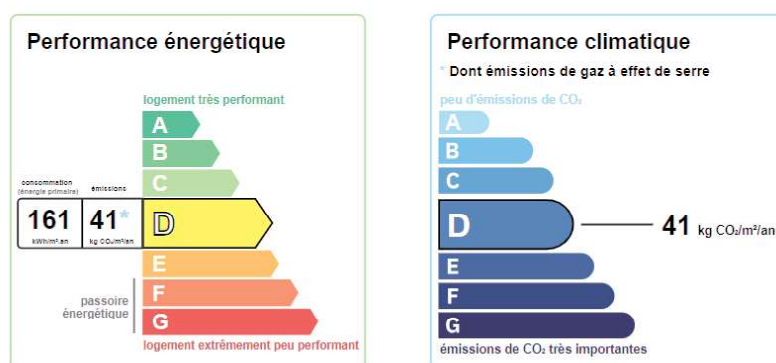 Performance énergétique
logement très performant
A
B
C
consommation
(énergie primaire)
émissions
161
kWh/m².an
41*
kg CO₂/m²/an
D
E
F
G
passoire
énergétique
logement extrêmement peu performant
Performance climatique
* Dont émissions de gaz à effet de serre
peu d'émissions de CO₂
A
B
C
D
41 kg CO₂/m²/an
E
F
G
émissions de CO₂ très importantes